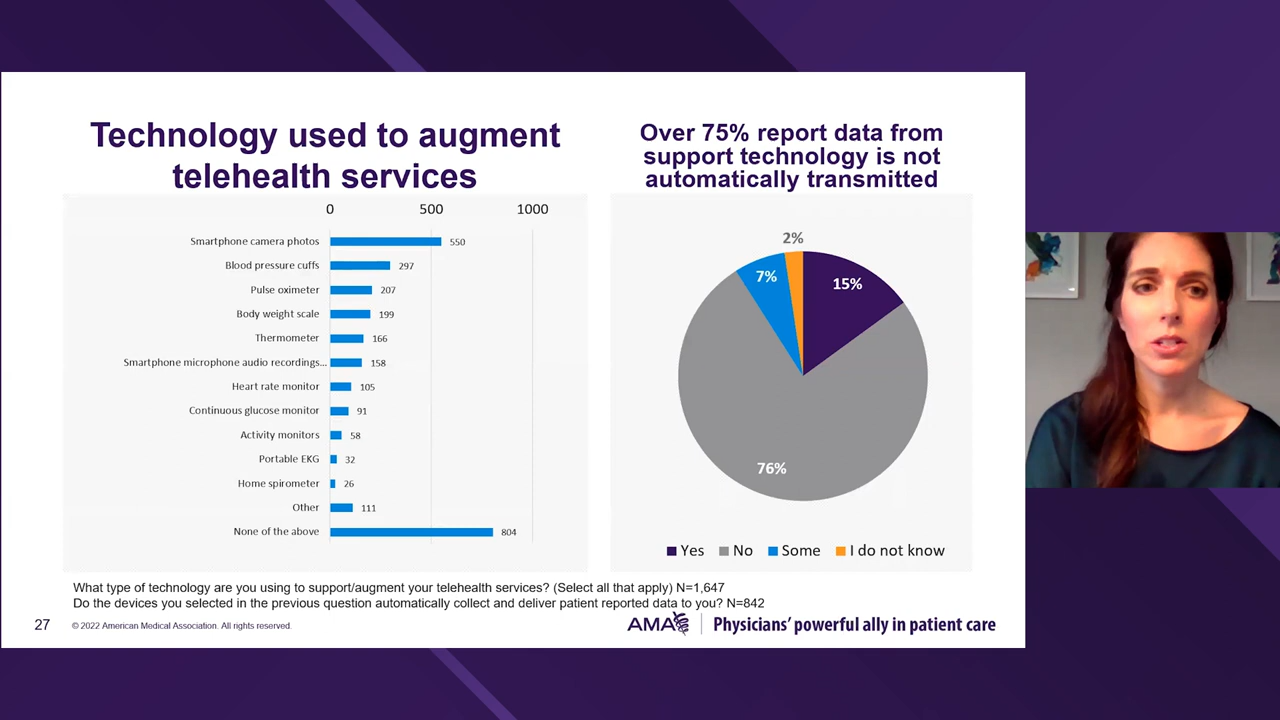 Technology used to augment
telehealth services
0 500 1000
Smartphone camera photos 550
Blood pressure cuffs 297
Pulse oximeter 207
Body weight scale 199
Thermometer 166
Smartphone microphone audio recordings... 158
Heart rate monitor 105
Continuous glucose monitor 91
Activity monitors 58
Portable EKG 32
Home spirometer 26
Other 111
None of the above 804
Over 75% report data from
support technology is not
automatically transmitted
2%
7%
15%
76%
Yes No Some I do not know
What type of technology are you using to support/augment your telehealth services? (Select all that apply) N=1,647
Do the devices you selected in the previous question automatically collect and deliver patient reported data to you? N=842
27 © 2022 American Medical Association. All rights reserved.
AMA Physicians' powerful ally in patient care